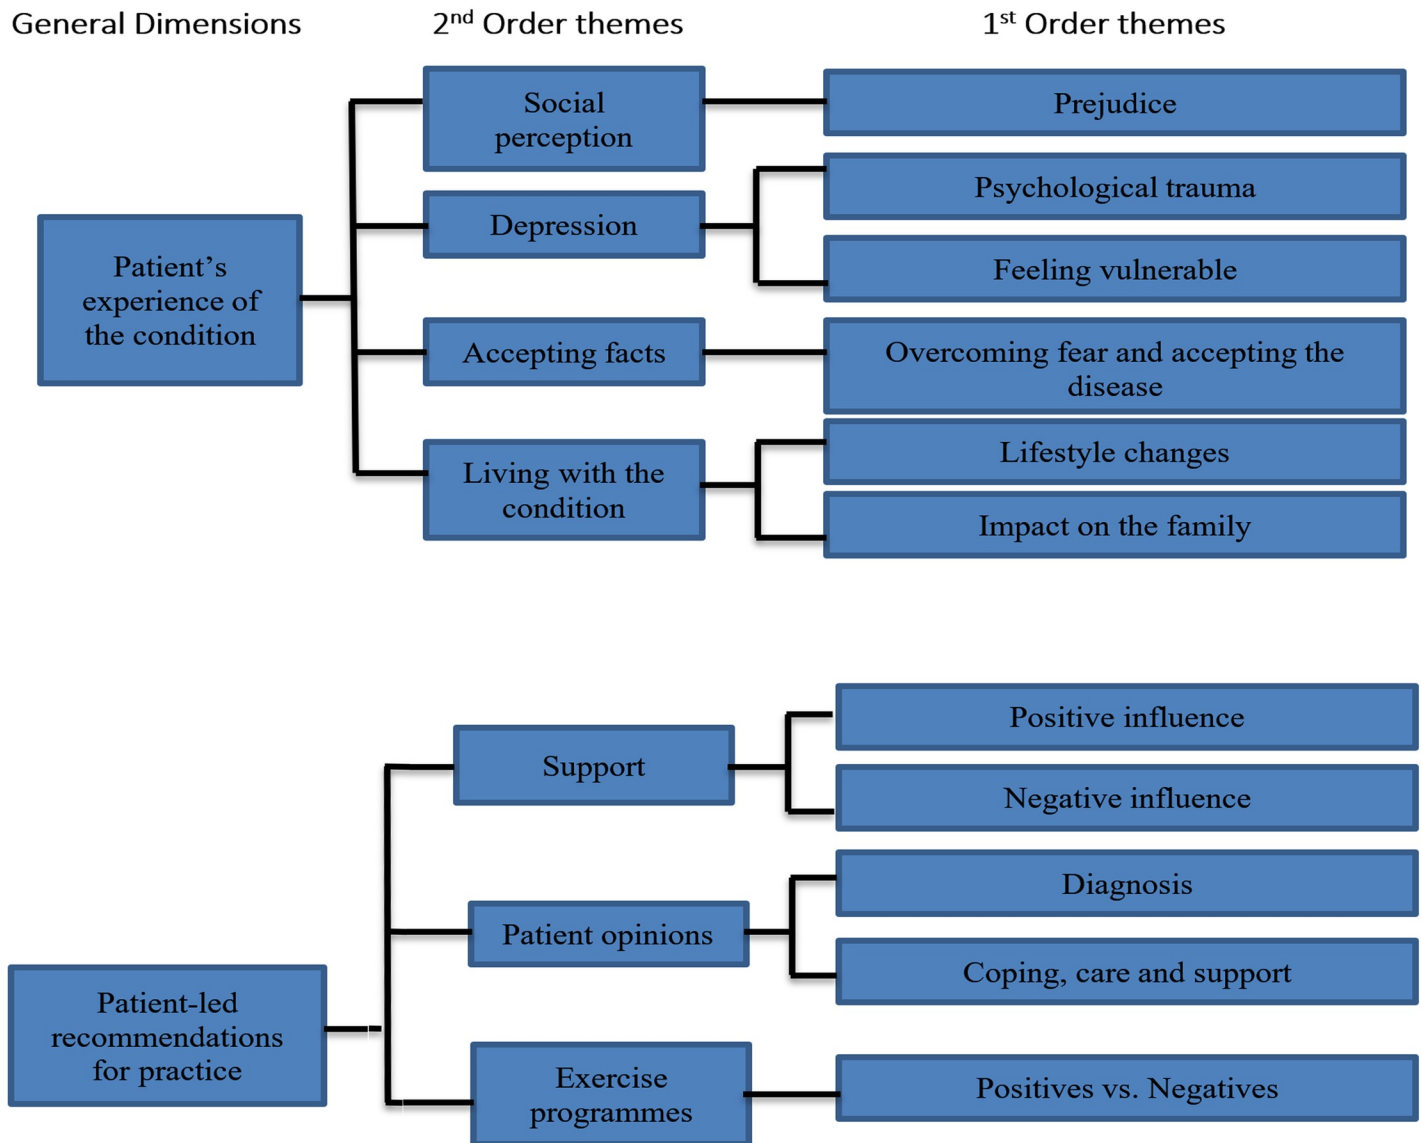 General Dimensions
2nd Order themes
1st Order themes
Patient’s
experience of
the condition
Social
perception
Prejudice
Depression
Psychological trauma
Feeling vulnerable
Accepting facts
Overcoming fear and accepting the
disease
Living with the
condition
Lifestyle changes
Impact on the family
Patient-led
recommendations
for practice
Support
Positive influence
Negative influence
Patient opinions
Diagnosis
Coping, care and support
Exercise
programmes
Positives vs. Negatives